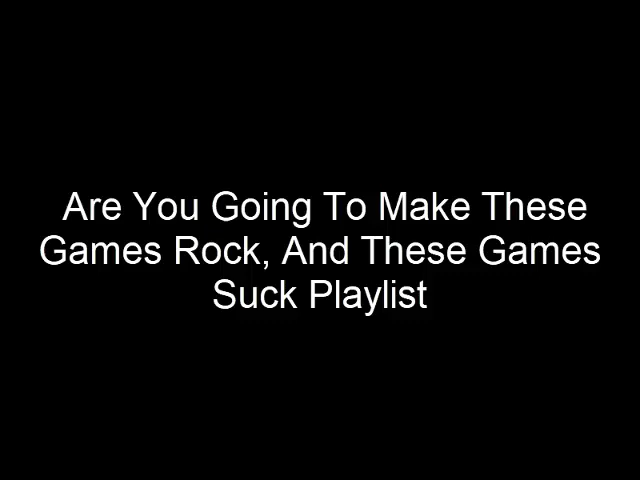 Are You Going To Make These
Games Rock, And These Games
Suck Playlist